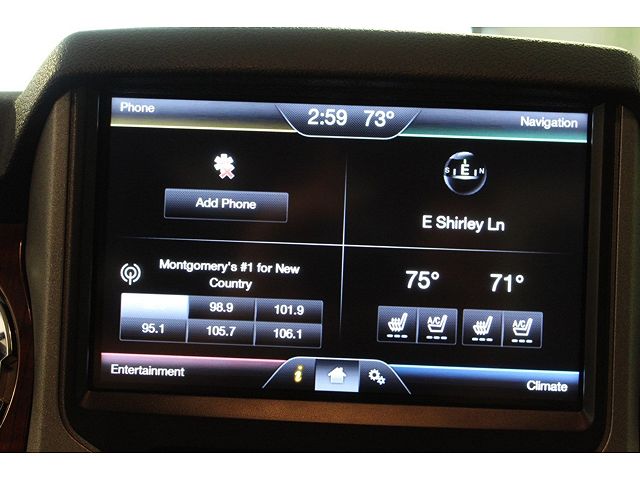 Phone
2:59 73°
Navigation
Add Phone
S E N
E Shirley Ln
Montgomery's #1 for New
Country
98.9 101.9
95.1 105.7 106.1
75° 71°
A/C A/C
Entertainment
i
Climate